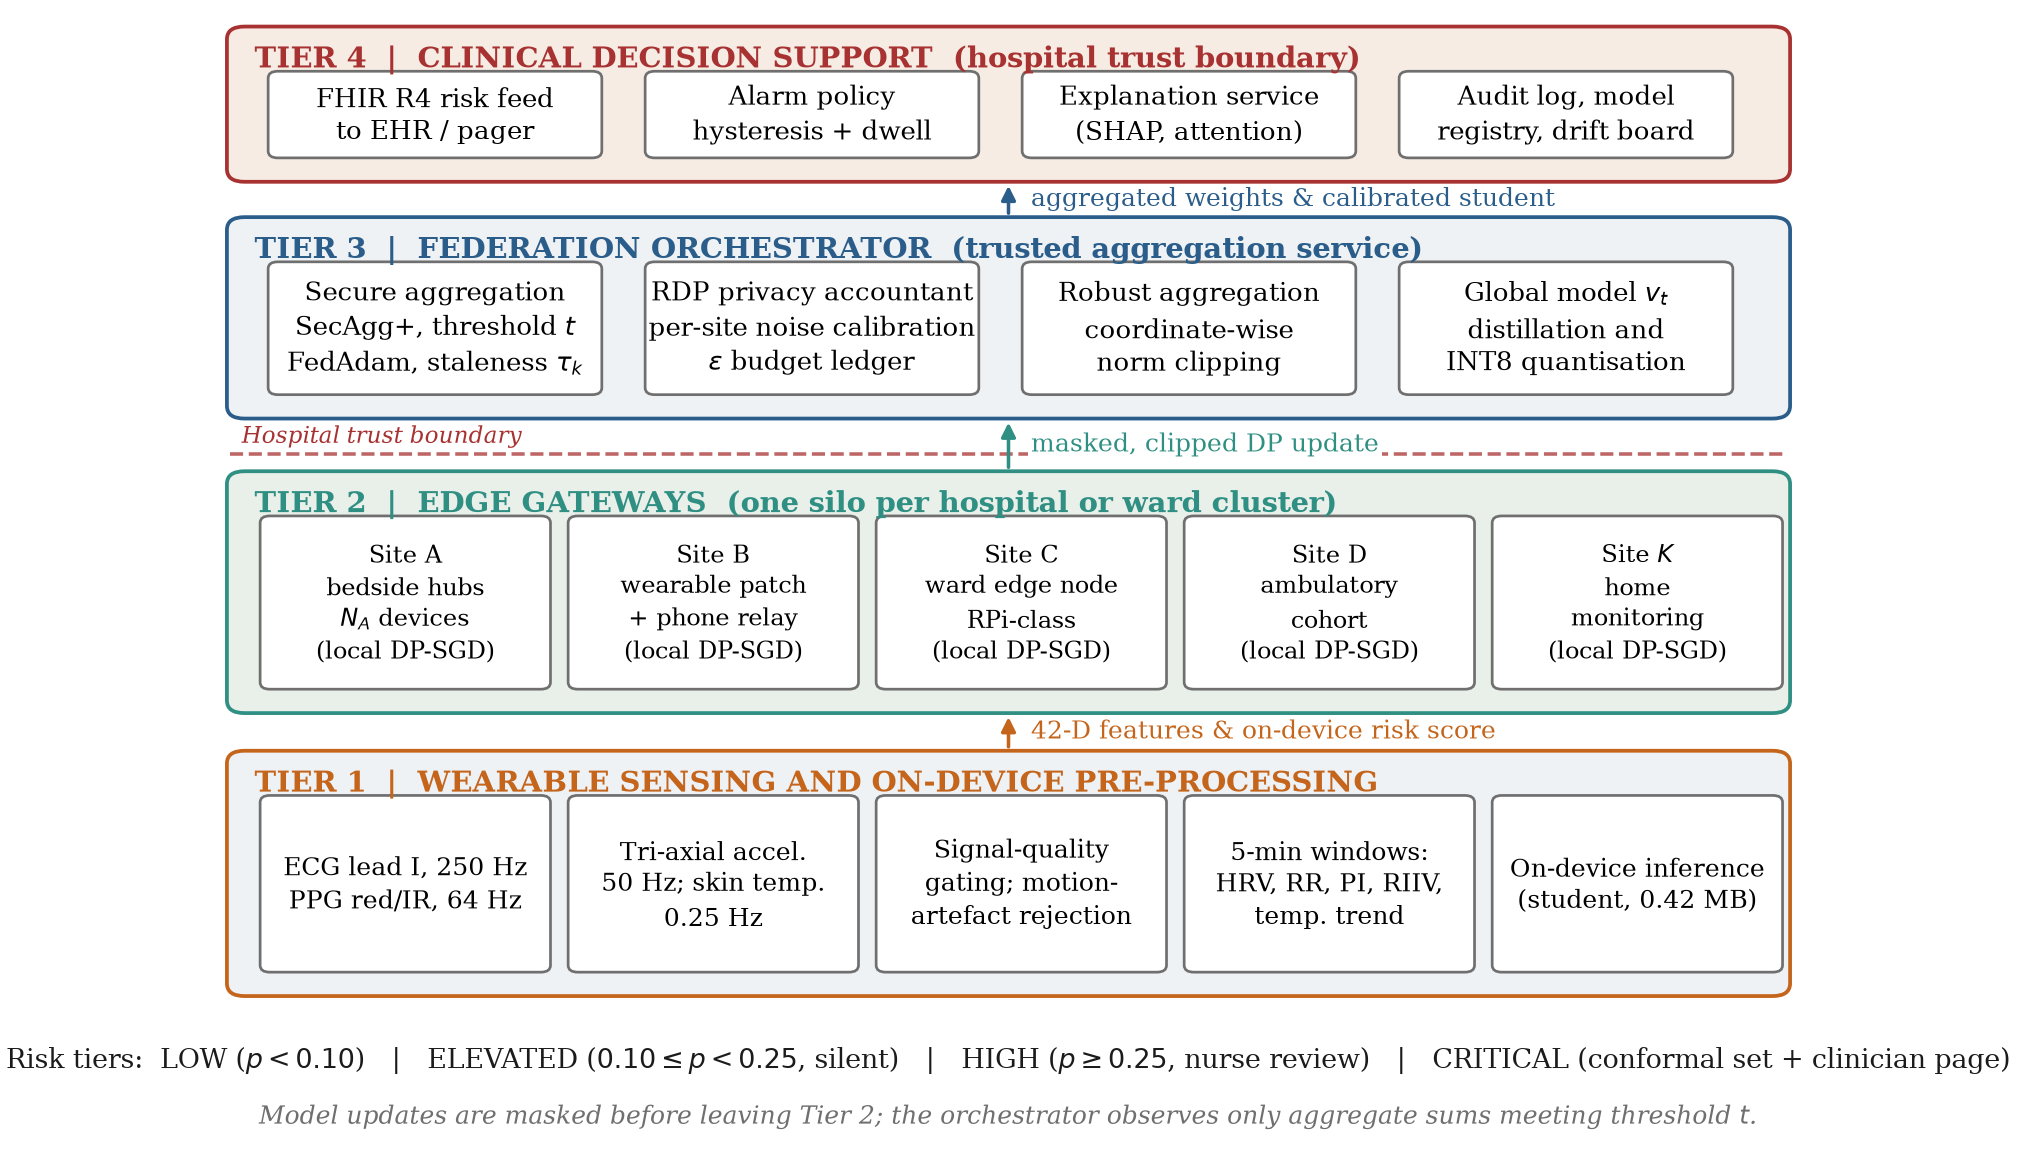 TIER 4 | CLINICAL DECISION SUPPORT (hospital trust boundary)
FHIR R4 risk feed
to EHR / pager
Alarm policy
hysteresis + dwell
Explanation service
(SHAP, attention)
Audit log, model
registry, drift board
aggregated weights & calibrated student
TIER 3 | FEDERATION ORCHESTRATOR (trusted aggregation service)
Secure aggregation
SecAgg+, threshold t
FedAdam, staleness τ_k
RDP privacy accountant
per-site noise calibration
ε budget ledger
Robust aggregation
coordinate-wise
norm clipping
Global model v_t
distillation and
INT8 quantisation
Hospital trust boundary
masked, clipped DP update
TIER 2 | EDGE GATEWAYS (one silo per hospital or ward cluster)
Site A
bedside hubs
N_A devices
(local DP-SGD)
Site B
wearable patch
+ phone relay
(local DP-SGD)
Site C
ward edge node
RPi-class
(local DP-SGD)
Site D
ambulatory
cohort
(local DP-SGD)
Site K
home
monitoring
(local DP-SGD)
42-D features & on-device risk score
TIER 1 | WEARABLE SENSING AND ON-DEVICE PRE-PROCESSING
ECG lead I, 250 Hz
PPG red/IR, 64 Hz
Tri-axial accel.
50 Hz; skin temp.
0.25 Hz
Signal-quality
gating; motion-
artefact rejection
5-min windows:
HRV, RR, PI, RIIV,
temp. trend
On-device inference
(student, 0.42 MB)
Risk tiers: LOW (p < 0.10) | ELEVATED (0.10 ≤ p < 0.25, silent) | HIGH (p ≥ 0.25, nurse review) | CRITICAL (conformal set + clinician page)
Model updates are masked before leaving Tier 2; the orchestrator observes only aggregate sums meeting threshold t.